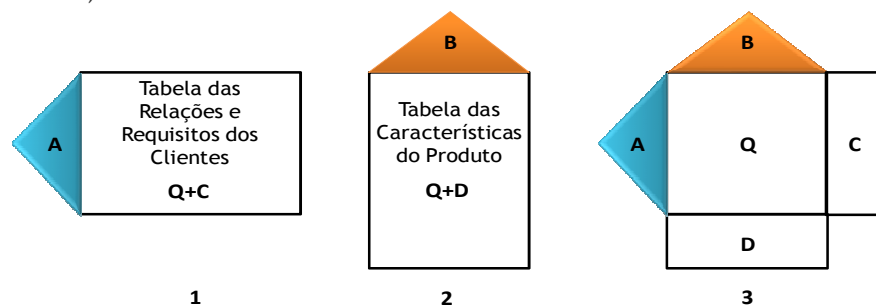 B
B
Tabela das
Relações e
Requisitos dos
Clientes
Q+C
A
Tabela das
Características
do Produto
Q+D
A
Q
C
D
1
2
3